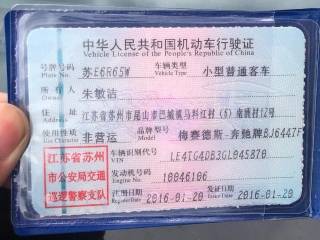 中华人民共和国机动车行驶证
Vehicle License of the People's Republic of China
号牌号码 苏E6R65W 车辆类型 小型普通客车
Plate No. Vehicle Type
所有人 朱敏洁
Owner
住址 江苏省苏州市昆山市巴城镇马料江村(6)南浜村12号
Address
使用性质 非营运 品牌型号 梅赛德斯-奔驰牌BJ6447F
Use Character Model
江苏省苏州
市公安局交通
巡逻警察支队
车辆识别代号 LE4TG4DB3GL045870
VIN
发动机号码 10046106
Engine No.
注册日期 2016-01-20 发证日期 2016-01-20
Register Date Issue Date